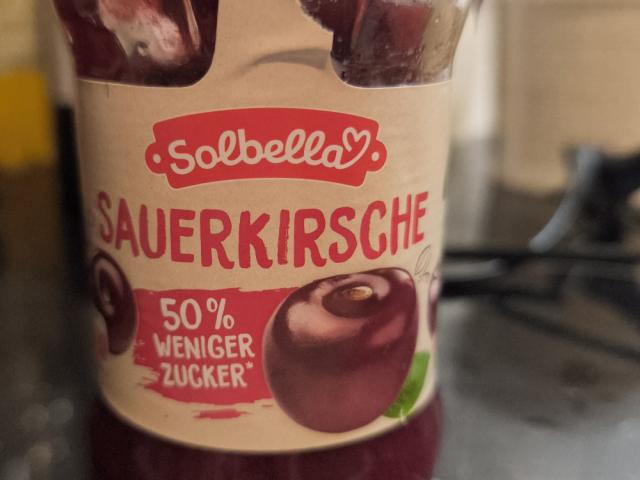 Solbella
SAUERKIRSCHE
50%
WENIGER
ZUCKER*